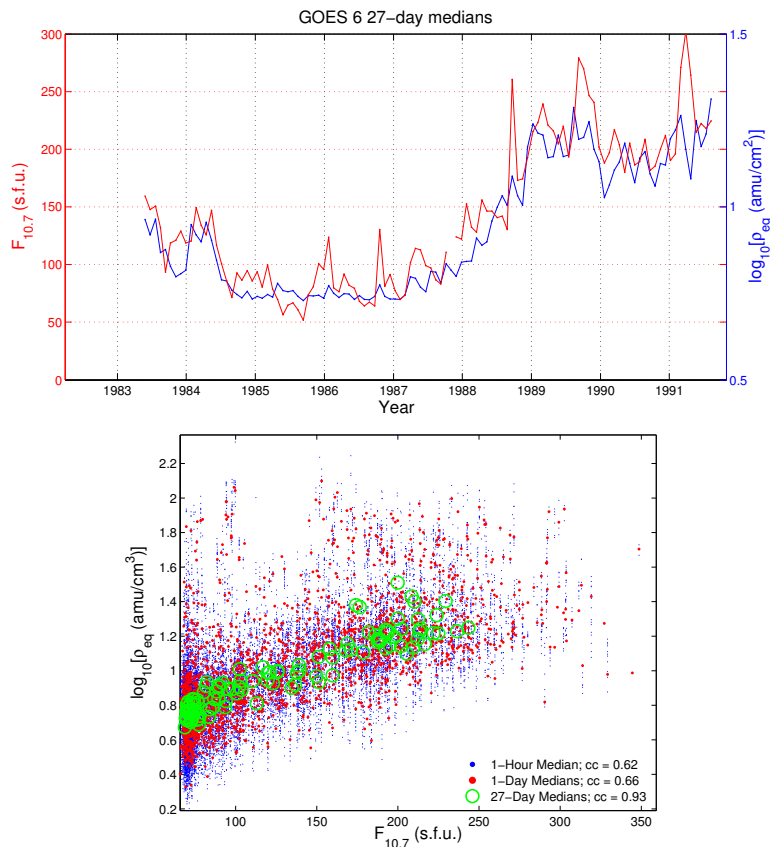 GOES 6 27-day medians
300
250
200
150
100
50
0
F10.7 (s.f.u.)
1.5
1
0.5
log10[ρeq (amu/cm²)]
1983 1984 1985 1986 1987 1988 1989 1990 1991
Year
2.2
2
1.8
1.6
1.4
1.2
1
0.8
0.6
0.4
0.2
log10[ρeq (amu/cm³)]
1−Hour Median; cc = 0.62
1−Day Medians; cc = 0.66
27−Day Medians; cc = 0.93
100 150 200 250 300 350
F10.7 (s.f.u.)